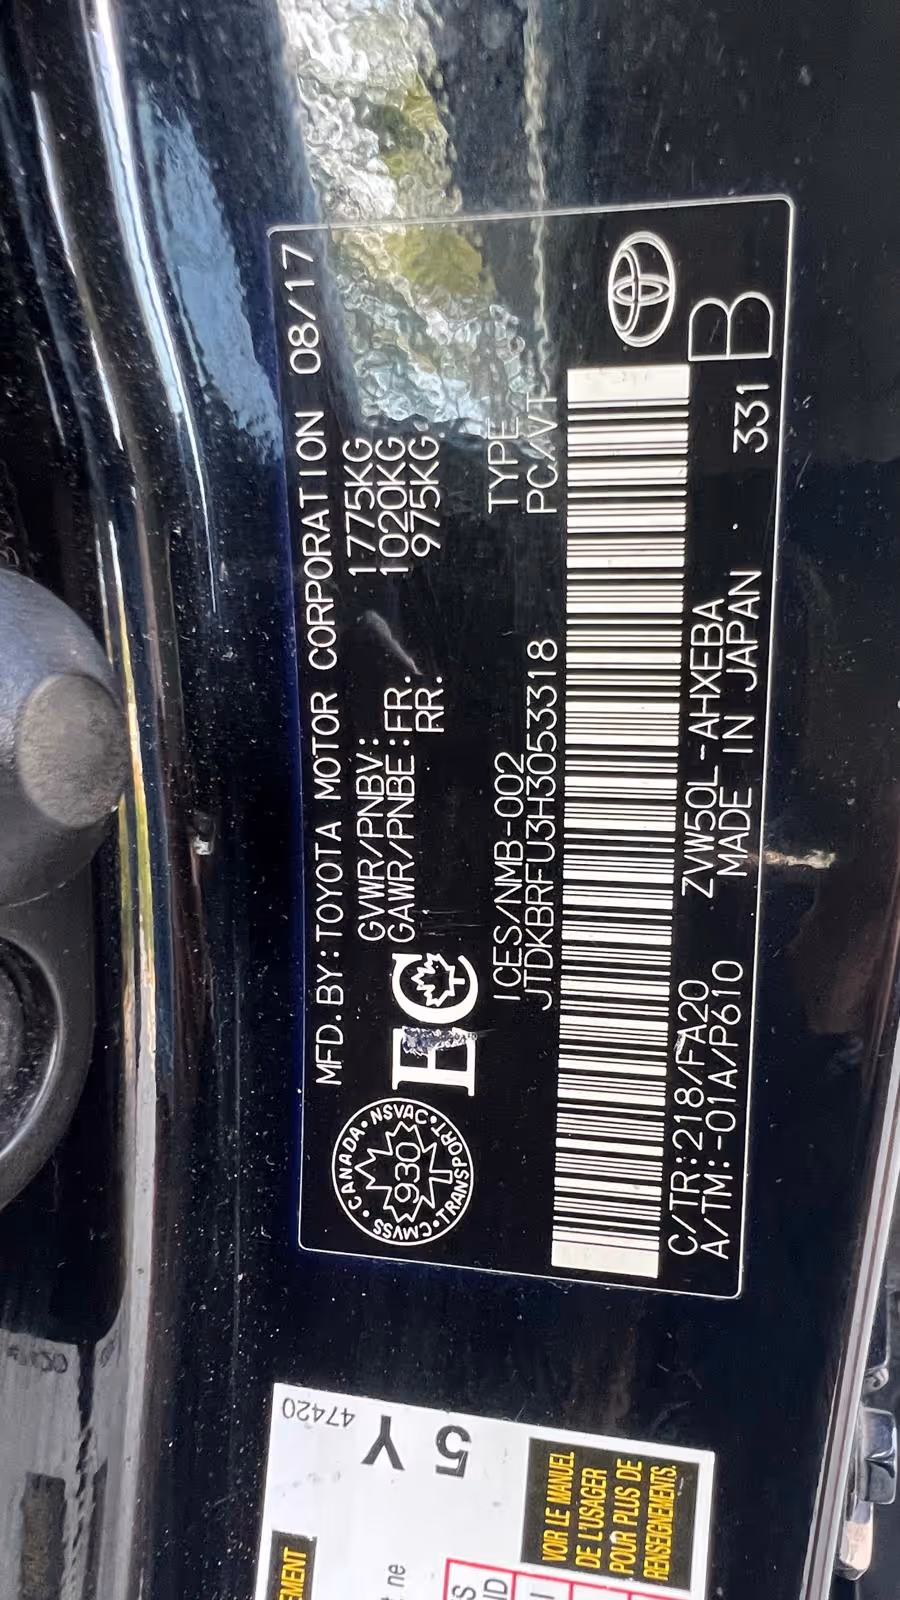 MFD.BY:TOYOTA MOTOR CORPORATION 08/17
GVWR/PNBV: 1775KG
GAWR/PNBE:FR. 1020KG
RR. 975KG
CANADA · NSVAC · TRANSPORT · CMVSS ·
930
EC
ICES/NMB-002 TYPE
JTDKBRFU3H3053318 PC/VT
C/TR:218/FA20 ZVW50L-AHXEBA B
A/TM:-01A/P610 MADE IN JAPAN . 331
47420
5 Y
VOIR LE MANUEL
DE L'USAGER
POUR PLUS DE
RENSEIGNEMENTS.
ne